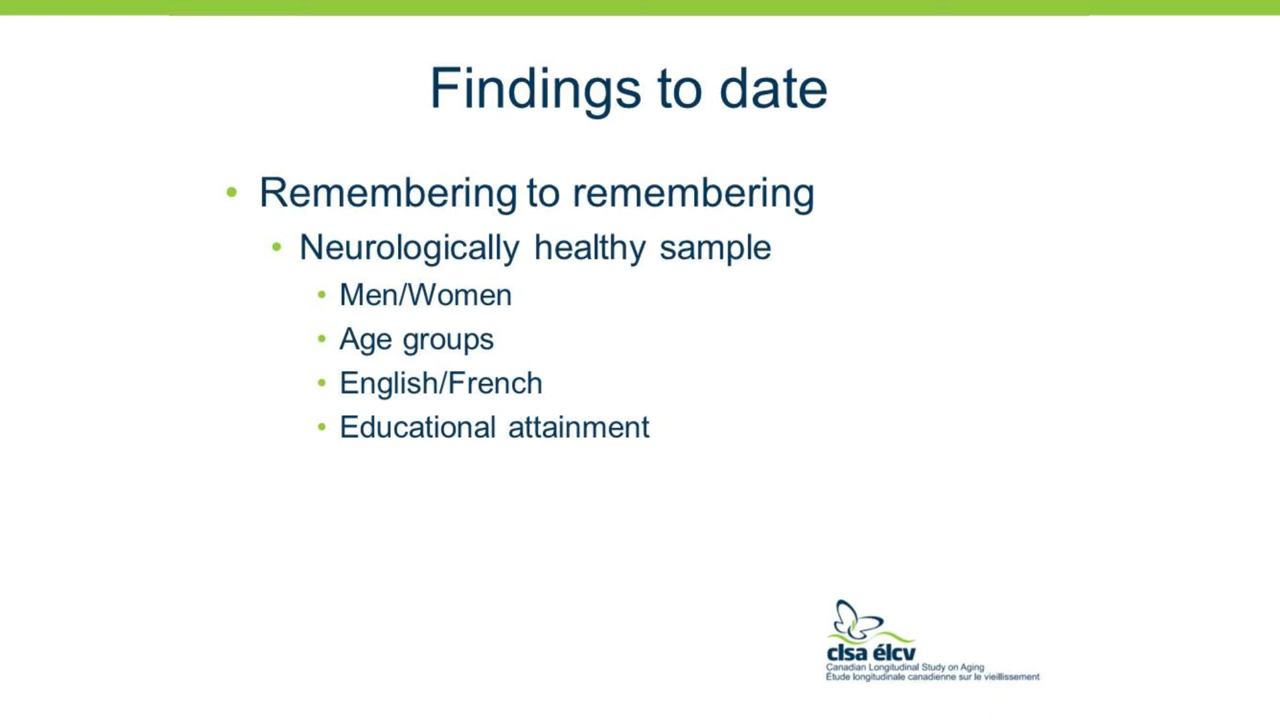 Findings to date
• Remembering to remembering
• Neurologically healthy sample
• Men/Women
• Age groups
• English/French
• Educational attainment
clsa élcv
Canadian Longitudinal Study on Aging
Étude longitudinale canadienne sur le vieillissement